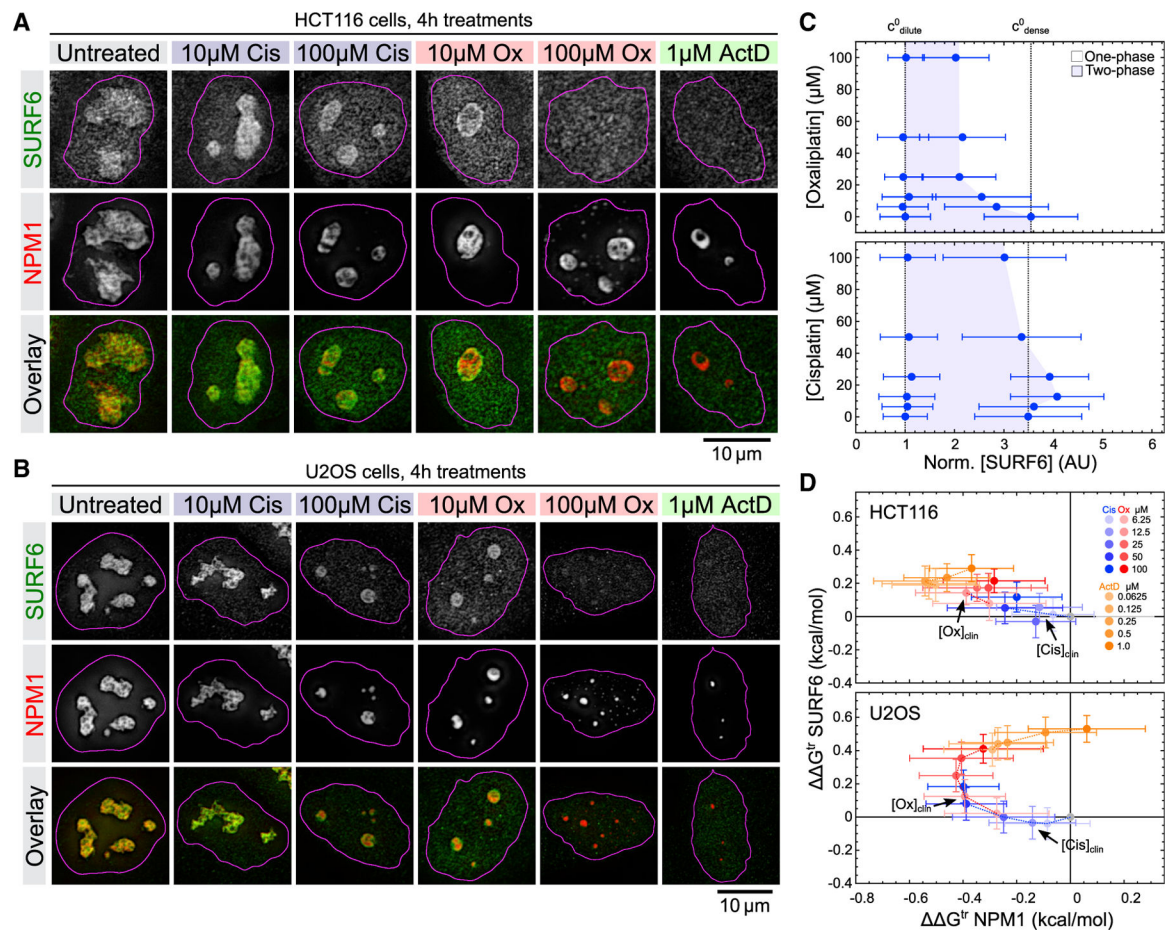 A
HCT116 cells, 4h treatments
Untreated 10µM Cis 100µM Cis 10µM Ox 100µM Ox 1µM ActD
SURF6
NPM1
Overlay
10 µm
B
U2OS cells, 4h treatments
Untreated 10µM Cis 100µM Cis 10µM Ox 100µM Ox 1µM ActD
SURF6
NPM1
Overlay
10 µm
C
c⁰dilute c⁰dense
One-phase
Two-phase
[Oxaliplatin] (µM)
100
80
60
40
20
0
[Cisplatin] (µM)
100
80
60
40
20
0
0 1 2 3 4 5 6
Norm. [SURF6] (AU)
D
HCT116
Cis Ox µM
6.25
12.5
25
50
100
ActD µM
0.0625
0.125
0.25
0.5
1.0
[Ox]clin
[Cis]clin
0.6
0.4
0.2
0
-0.2
-0.4
ΔΔGᵗʳ SURF6 (kcal/mol)
U2OS
[Ox]clin
[Cis]clin
0.6
0.4
0.2
0
-0.2
-0.4
-0.8 -0.6 -0.4 -0.2 0 0.2
ΔΔGᵗʳ NPM1 (kcal/mol)